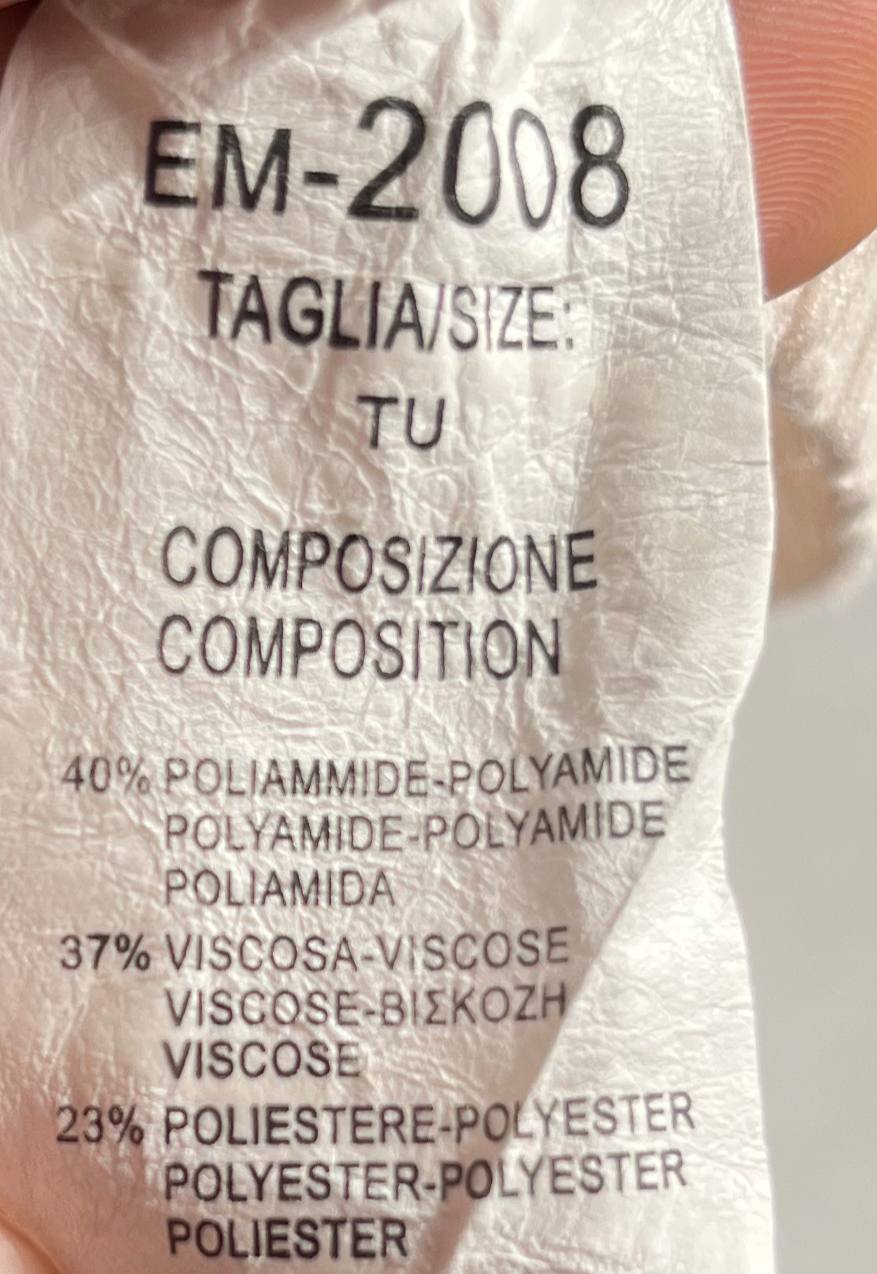 EM-2008
TAGLIA/SIZE:
TU
COMPOSIZIONE
COMPOSITION
40% POLIAMMIDE-POLYAMIDE
POLYAMIDE-POLYAMIDE
POLIAMIDA
37% VISCOSA-VISCOSE
VISCOSE-ΒΙΣΚΟΖΗ
VISCOSE
23% POLIESTERE-POLYESTER
POLYESTER-POLYESTER
POLIESTER